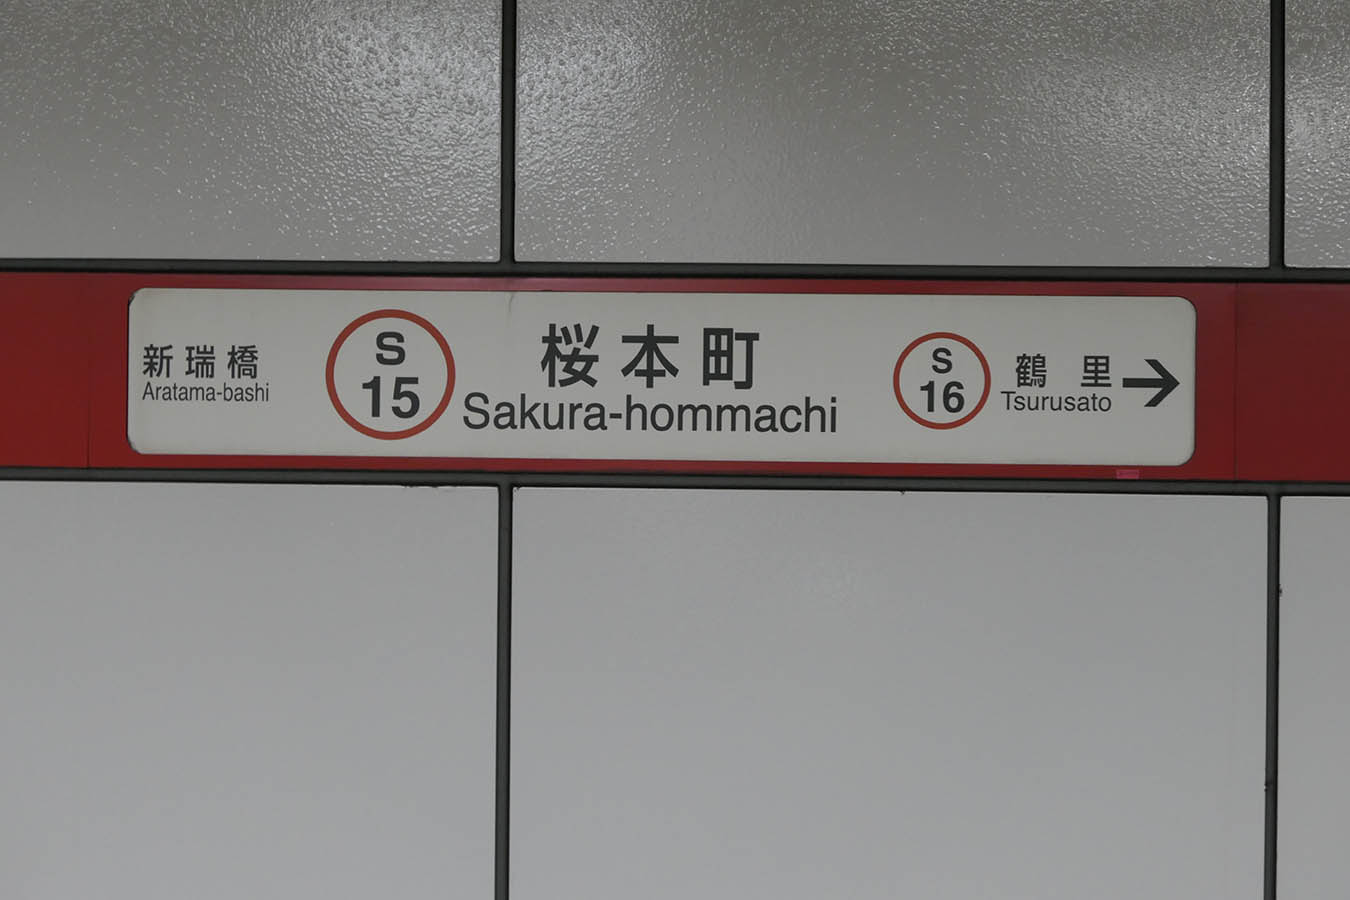 新瑞橋
Aratama-bashi
S
15
桜本町
Sakura-hommachi
S
16
鶴里
Tsurusato